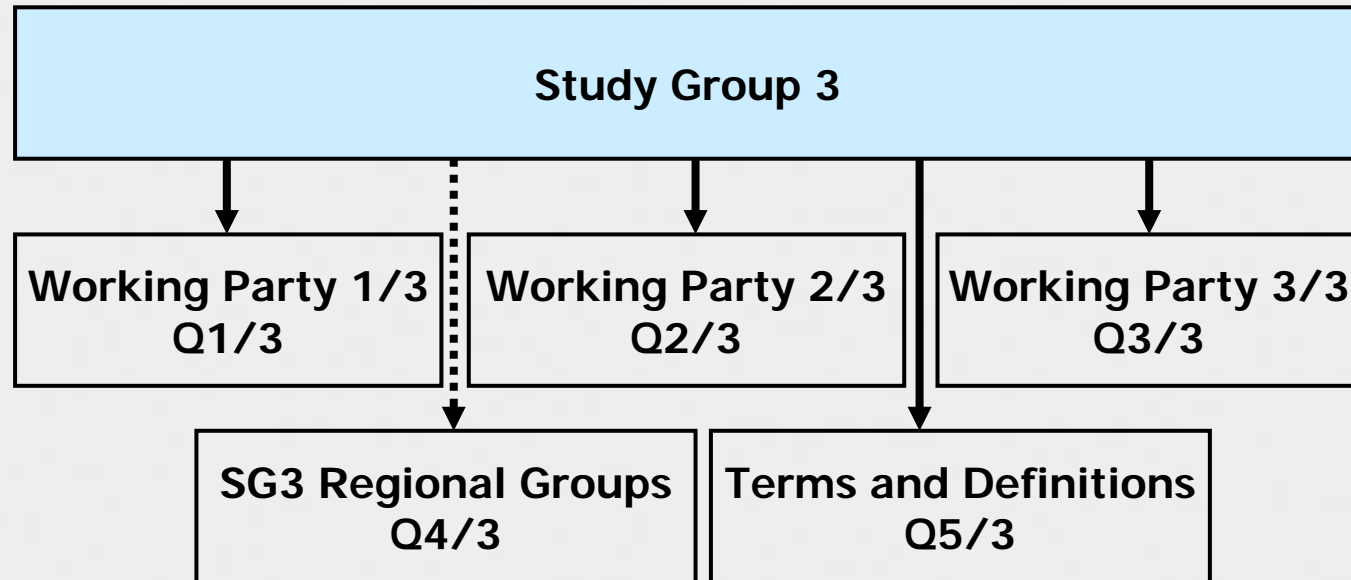 Study Group 3
Working Party 1/3
Q1/3
Working Party 2/3
Q2/3
Working Party 3/3
Q3/3
SG3 Regional Groups
Q4/3
Terms and Definitions
Q5/3